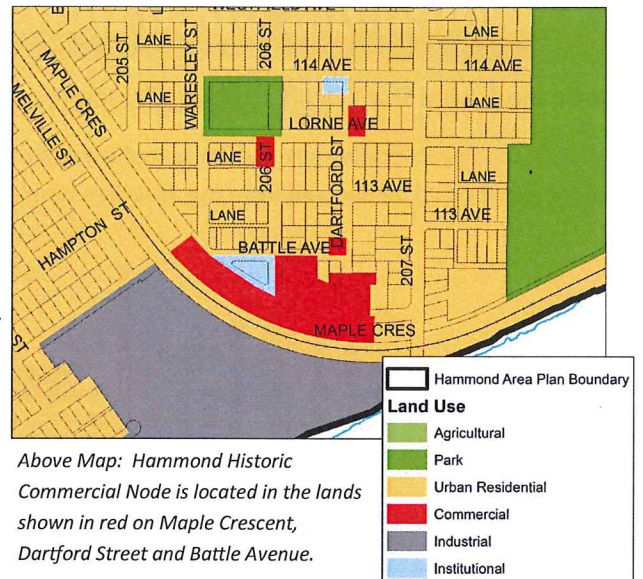 LANE
114 AVE
114 AVE
205 ST
WARESLEY ST
206 ST
MAPLE CRES
MELVILLE ST
LANE
LANE
LORNE AVE
LANE
206 ST
DARTFORD ST
113 AVE
LANE
LANE
113 AVE
HAMPTON ST
BATTLE AVE
207 ST
MAPLE CRES
ST
Hammond Area Plan Boundary
Land Use
Agricultural
Park
Urban Residential
Commercial
Industrial
Institutional
Above Map: Hammond Historic
Commercial Node is located in the lands
shown in red on Maple Crescent,
Dartford Street and Battle Avenue.